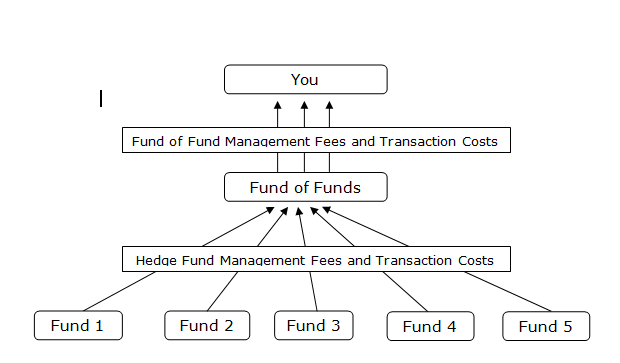 You
Fund of Fund Management Fees and Transaction Costs
Fund of Funds
Hedge Fund Management Fees and Transaction Costs
Fund 1
Fund 2
Fund 3
Fund 4
Fund 5